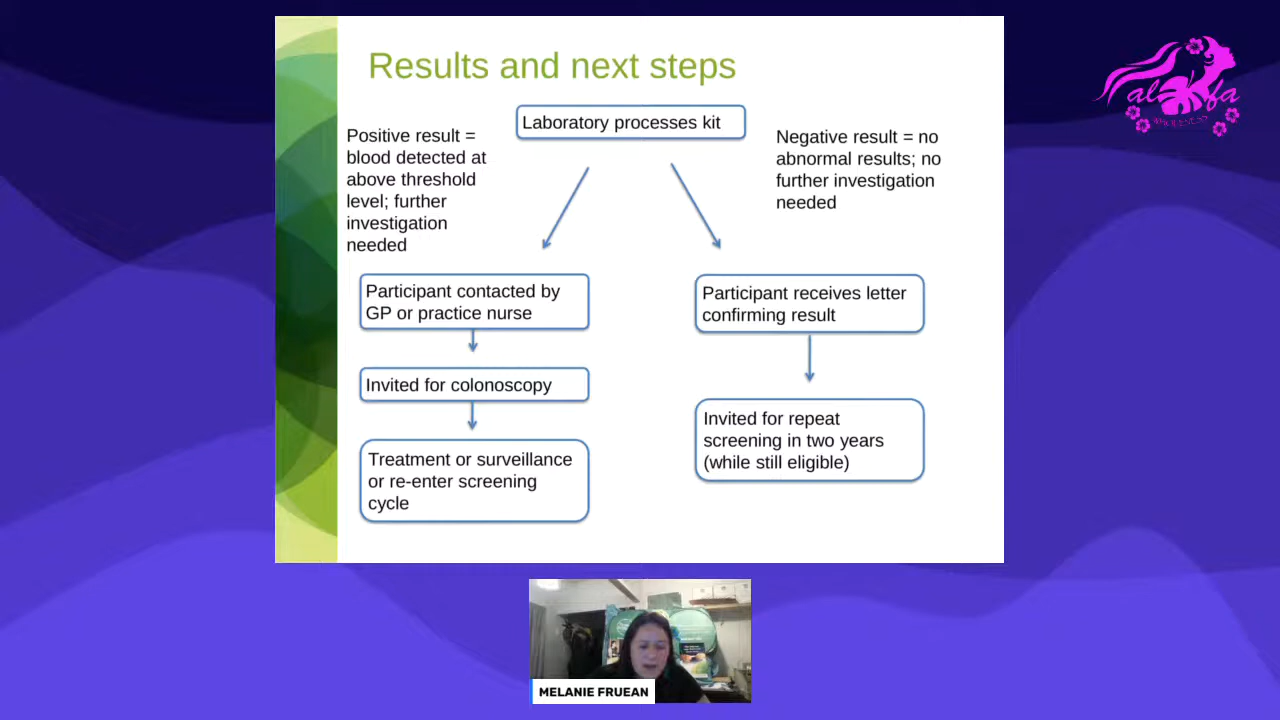 Results and next steps
Laboratory processes kit
Positive result =
blood detected at
above threshold
level; further
investigation
needed
Negative result = no
abnormal results; no
further investigation
needed
Participant contacted by
GP or practice nurse
Invited for colonoscopy
Treatment or surveillance
or re-enter screening
cycle
Participant receives letter
confirming result
Invited for repeat
screening in two years
(while still eligible)
alofa
MELANIE FRUEAN